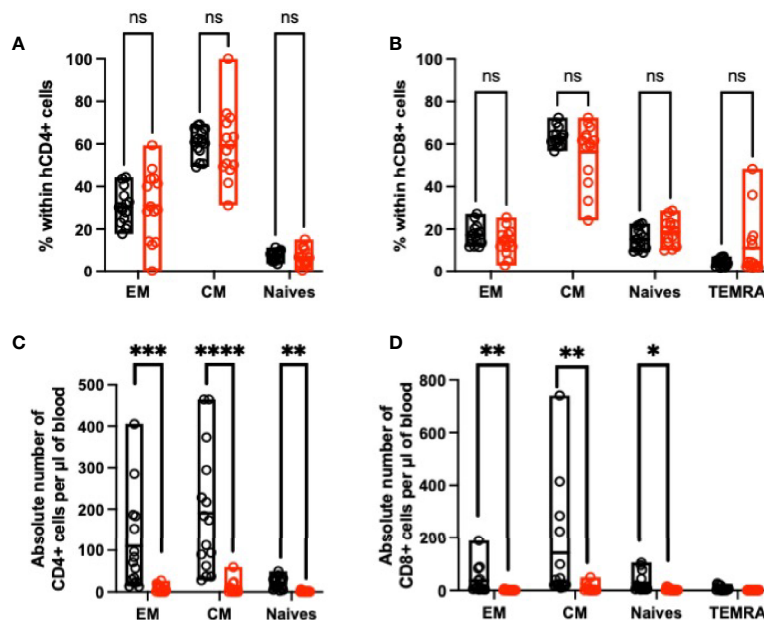 A
ns
ns
ns
% within hCD4+ cells
100
80
60
40
20
0
EM
CM
Naives
B
ns
ns
ns
ns
% within hCD8+ cells
100
80
60
40
20
0
EM
CM
Naives
TEMRA
C
***
****
**
Absolute number of
CD4+ cells per µl of blood
500
400
300
200
100
0
EM
CM
Naives
D
**
**
*
Absolute number of
CD8+ cells per µl of blood
800
600
400
200
0
EM
CM
Naives
TEMRA